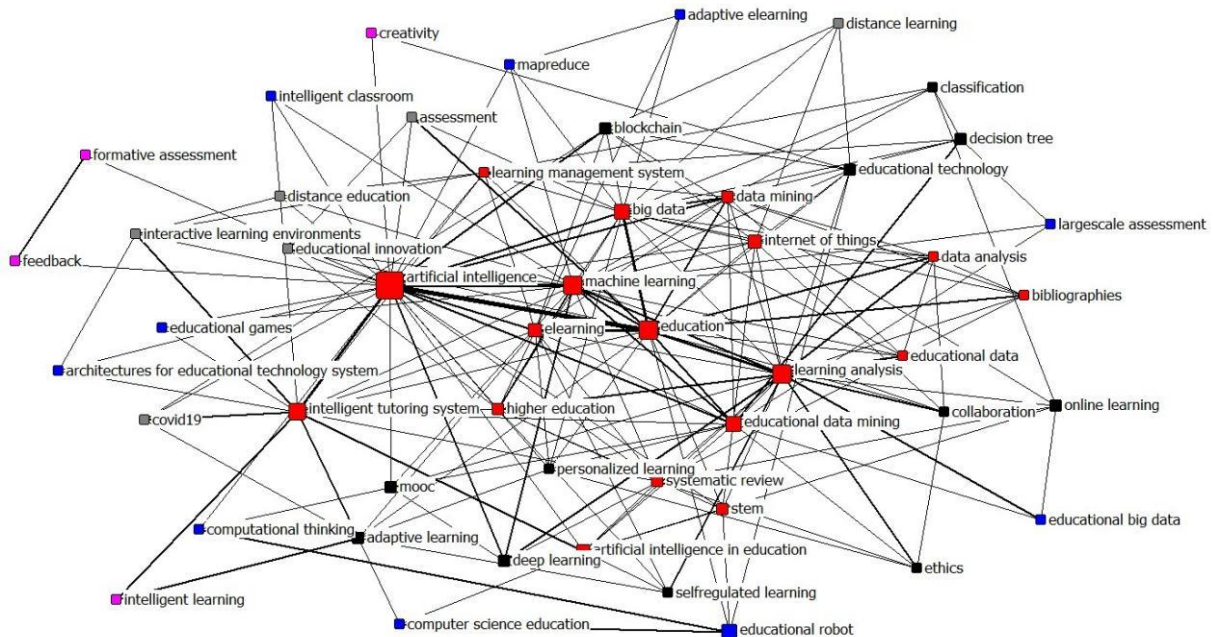 adaptive elearning
distance learning
creativity
mapreduce
classification
intelligent classroom
assessment
blockchain
decision tree
formative assessment
educational technology
learning management system
data mining
distance education
big data
largescale assessment
interactive learning environments
internet of things
educational innovation
data analysis
feedback
artificial intelligence
machine learning
bibliographies
educational games
elearning
education
educational data
architectures for educational technology system
learning analysis
covid19
intelligent tutoring system
higher education
collaboration
online learning
educational data mining
personalized learning
systematic review
mooc
stem
educational big data
computational thinking
adaptive learning
artificial intelligence in education
deep learning
ethics
intelligent learning
selfregulated learning
computer science education
educational robot